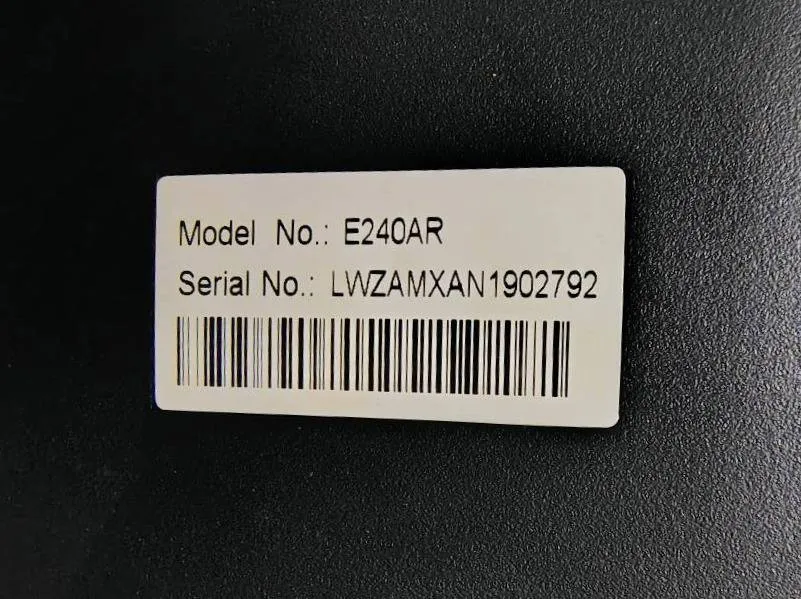 Model No.: E240AR
Serial No.: LWZAMXAN1902792